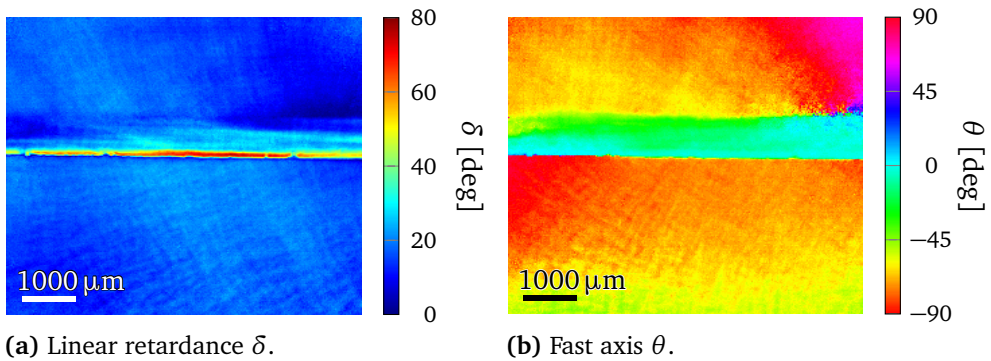 80
60
40
20
0
δ [deg]
1000 μm
(a) Linear retardance δ.
90
45
0
−45
−90
θ [deg]
1000 μm
(b) Fast axis θ.